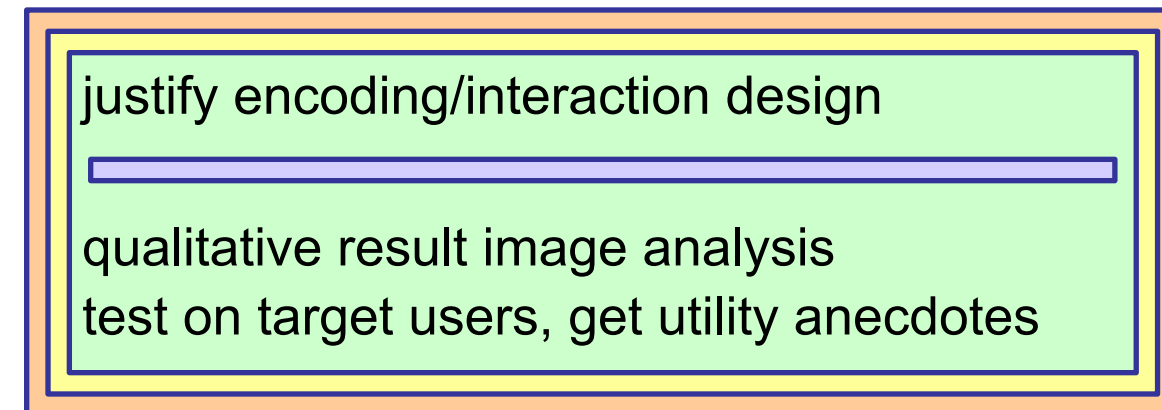 justify encoding/interaction design
qualitative result image analysis
test on target users, get utility anecdotes